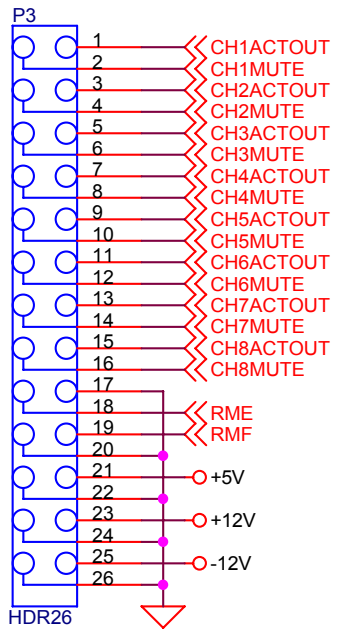 P3
1 CH1ACTOUT
2 CH1MUTE
3 CH2ACTOUT
4 CH2MUTE
5 CH3ACTOUT
6 CH3MUTE
7 CH4ACTOUT
8 CH4MUTE
9 CH5ACTOUT
10 CH5MUTE
11 CH6ACTOUT
12 CH6MUTE
13 CH7ACTOUT
14 CH7MUTE
15 CH8ACTOUT
16 CH8MUTE
17
18 RME
19 RMF
20
21 +5V
22
23 +12V
24
25 -12V
26
HDR26